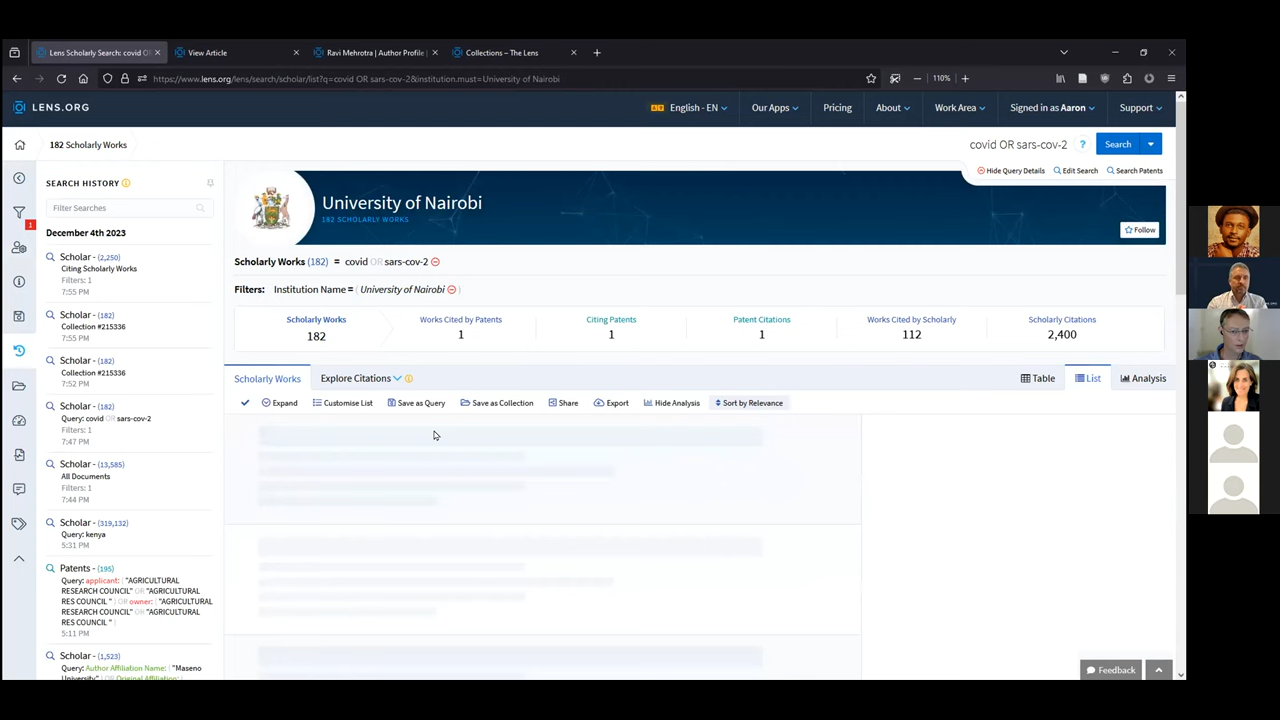 Lens Scholarly Search: covid OR
View Article
Ravi Mehrotra | Author Profile |
Collections – The Lens
https://www.lens.org/lens/search/scholar/list?q=covid OR sars-cov-2&institution.must=University of Nairobi
110%
LENS.ORG
English - EN
Our Apps
Pricing
About
Work Area
Signed in as Aaron
Support
182 Scholarly Works
covid OR sars-cov-2
?
Search
Hide Query Details
Edit Search
Search Patents
SEARCH HISTORY
Filter Searches
1
December 4th 2023
Scholar - (2,250)
Citing Scholarly Works
Filters: 1
7:55 PM
Scholar - (182)
Collection #215336
7:55 PM
Scholar - (182)
Collection #215336
7:52 PM
Scholar - (182)
Query: covid OR sars-cov-2
Filters: 1
7:47 PM
Scholar - (13,585)
All Documents
Filters: 1
7:44 PM
Scholar - (319,132)
Query: kenya
5:31 PM
Patents - (195)
Query: applicant: ( "AGRICULTURAL
RESEARCH COUNCIL" OR "AGRICULTURAL
RES COUNCIL " ) OR owner: ( "AGRICULTURAL
RESEARCH COUNCIL" OR "AGRICULTURAL
RES COUNCIL " )
5:11 PM
Scholar - (1,523)
Query: Author Affiliation Name: ( "Maseno
University" ) OR Original Affiliation: (
University of Nairobi
182 SCHOLARLY WORKS
Follow
Scholarly Works (182) = covid OR sars-cov-2
Filters: Institution Name = ( University of Nairobi )
Scholarly Works
182
Works Cited by Patents
1
Citing Patents
1
Patent Citations
1
Works Cited by Scholarly
112
Scholarly Citations
2,400
Scholarly Works
Explore Citations
Table
List
Analysis
Expand
Customise List
Save as Query
Save as Collection
Share
Export
Hide Analysis
Sort by Relevance
Feedback